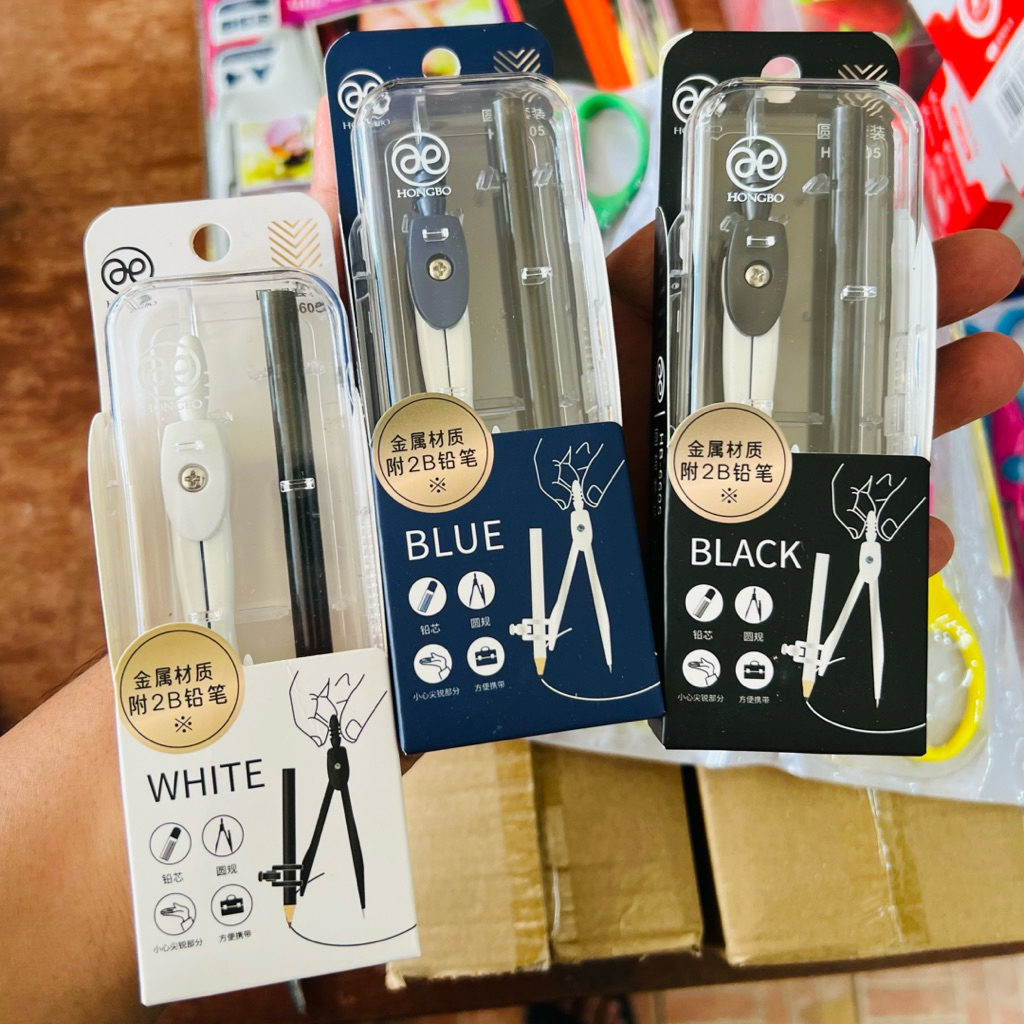 HONGBO
金属材质
附2B铅笔
※
WHITE
铅芯
圆规
小心尖锐部分
方便携带
HONGBO
金属材质
附2B铅笔
※
BLUE
铅芯
圆规
小心尖锐部分
方便携带
HONGBO
金属材质
附2B铅笔
※
BLACK
铅芯
圆规
小心尖锐部分
方便携带